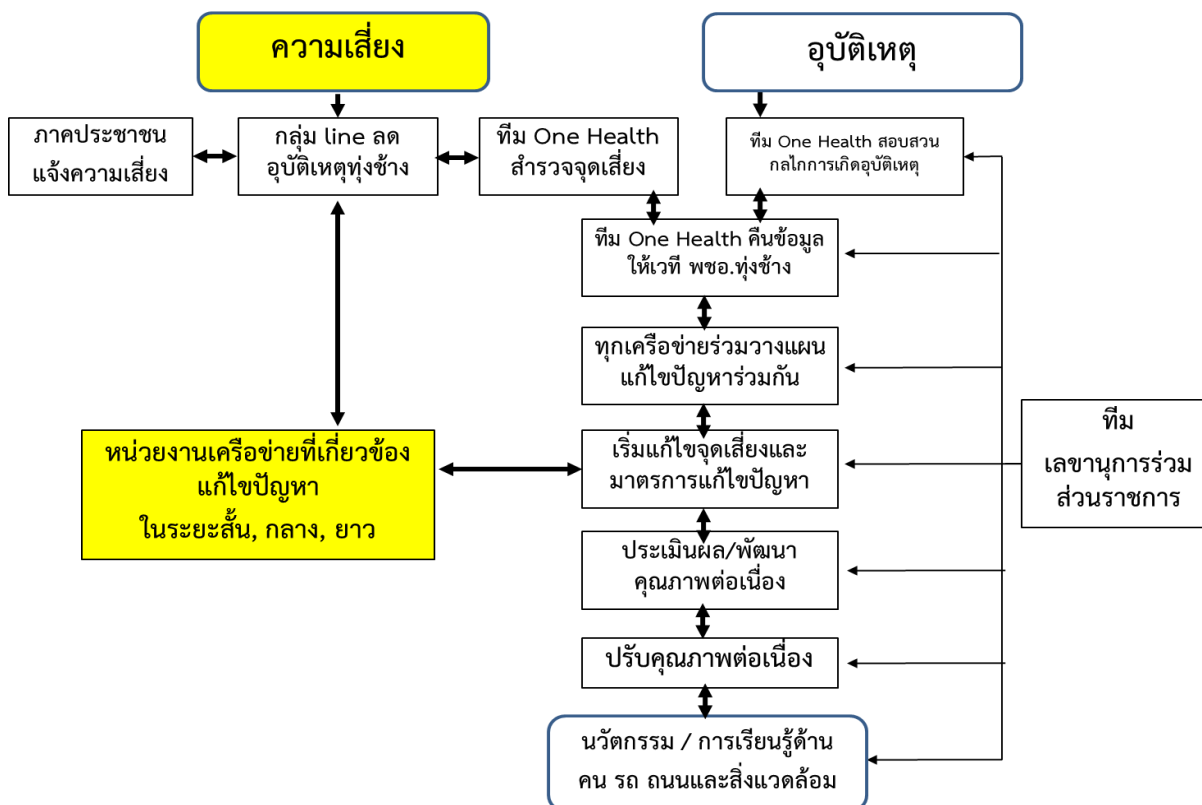 ความเสี่ยง
อุบัติเหตุ
ภาคประชาชน
แจ้งความเสี่ยง
กลุ่ม line ลด
อุบัติเหตุทุ่งช้าง
ทีม One Health
สำรวจจุดเสี่ยง
ทีม One Health สอบสวน
กลไกการเกิดอุบัติเหตุ
ทีม One Health คืนข้อมูล
ให้เวที พชอ.ทุ่งช้าง
ทุกเครือข่ายร่วมวางแผน
แก้ไขปัญหาร่วมกัน
หน่วยงานเครือข่ายที่เกี่ยวข้อง
แก้ไขปัญหา
ในระยะสั้น, กลาง, ยาว
เริ่มแก้ไขจุดเสี่ยงและ
มาตรการแก้ไขปัญหา
ทีม
เลขานุการร่วม
ส่วนราชการ
ประเมินผล/พัฒนา
คุณภาพต่อเนื่อง
ปรับคุณภาพต่อเนื่อง
นวัตกรรม / การเรียนรู้ด้าน
คน รถ ถนนและสิ่งแวดล้อม